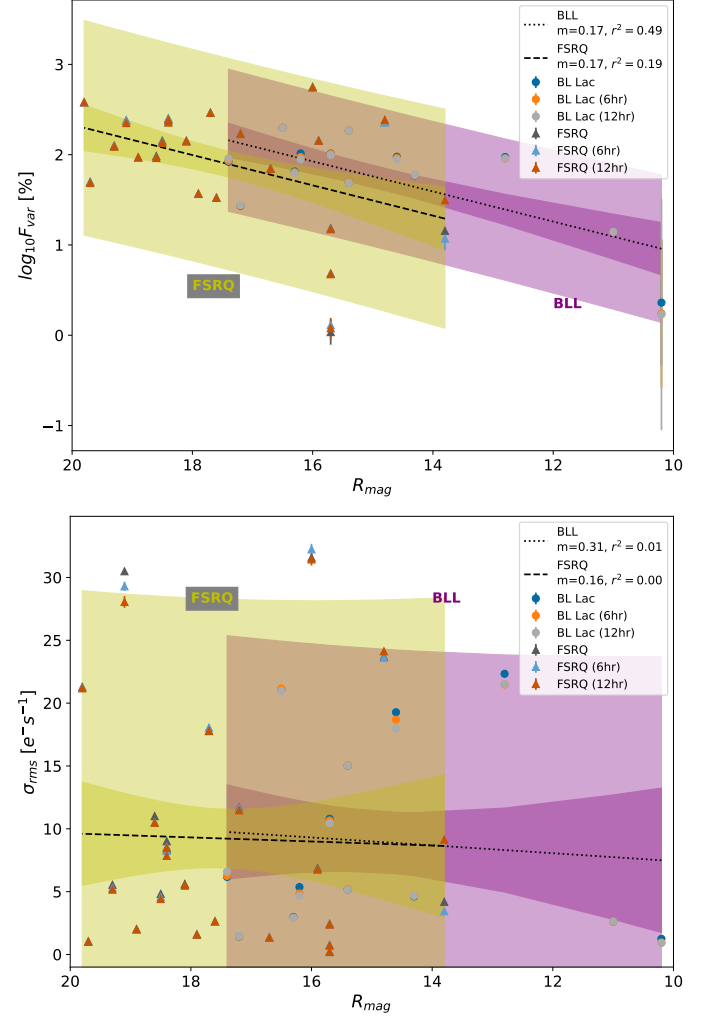 BLL
m=0.17, r² = 0.49
FSRQ
m=0.17, r² = 0.19
BL Lac
BL Lac (6hr)
BL Lac (12hr)
FSRQ
FSRQ (6hr)
FSRQ (12hr)
3
2
1
0
−1
log₁₀F_var [%]
FSRQ
BLL
20 18 16 14 12 10
R_mag
BLL
m=0.31, r² = 0.01
FSRQ
m=0.16, r² = 0.00
BL Lac
BL Lac (6hr)
BL Lac (12hr)
FSRQ
FSRQ (6hr)
FSRQ (12hr)
30
25
20
15
10
5
0
σ_rms [e⁻s⁻¹]
FSRQ
BLL
20 18 16 14 12 10
R_mag